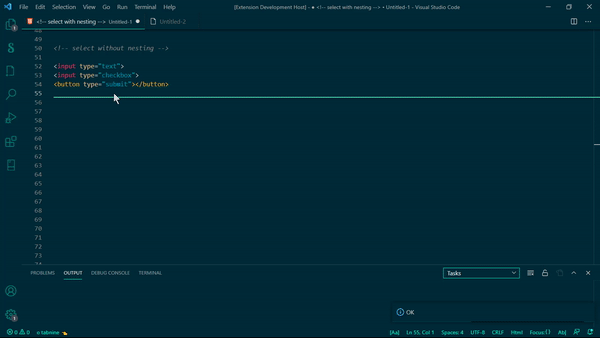 File Edit Selection View Go Run Terminal Help [Extension Development Host] - ● <!-- select with nesting --> • Untitled-1 - Visual Studio Code
<!-- select with nesting --> Untitled-1 ● Untitled-2
48
49
50 <!-- select without nesting -->
51
52 <input type="text">
53 <input type="checkbox">
54 <button type="submit"></button>
55
56
57
58
59
60
61
62
63
64
65
66
67
68
69
70
71
72
73
74
PROBLEMS OUTPUT DEBUG CONSOLE TERMINAL Tasks
OK
0 0 tabnine [Aa] Ln 55, Col 1 Spaces: 4 UTF-8 CRLF Html Focus:{}